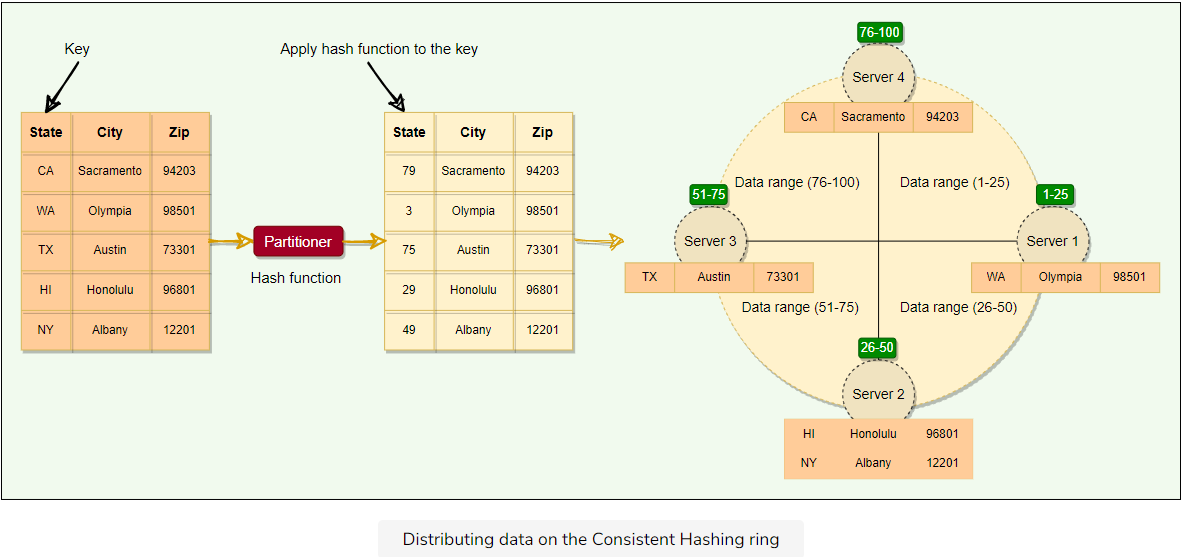 Key
Apply hash function to the key
State City Zip
CA Sacramento 94203
WA Olympia 98501
TX Austin 73301
HI Honolulu 96801
NY Albany 12201
Partitioner
Hash function
State City Zip
79 Sacramento 94203
3 Olympia 98501
75 Austin 73301
29 Honolulu 96801
49 Albany 12201
76-100
Server 4
CA Sacramento 94203
Data range (76-100)
Data range (1-25)
51-75
Server 3
TX Austin 73301
1-25
Server 1
WA Olympia 98501
Data range (51-75)
Data range (26-50)
26-50
Server 2
HI Honolulu 96801
NY Albany 12201
Distributing data on the Consistent Hashing ring